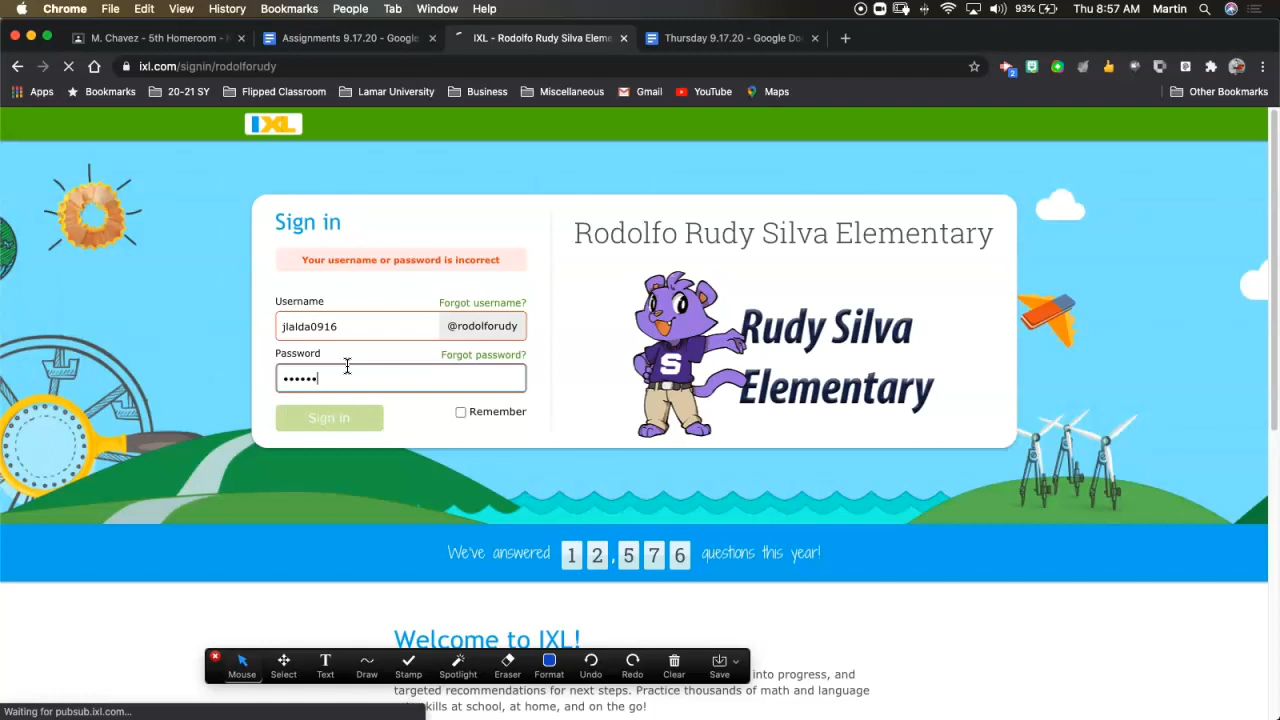 Chrome File Edit View History Bookmarks People Tab Window Help 93% Thu 8:57 AM Martin
M. Chavez - 5th Homeroom - Assignments 9.17.20 - Google IXL - Rodolfo Rudy Silva Eleme Thursday 9.17.20 - Google Do
ixl.com/signin/rodolforudy
2
Apps Bookmarks 20-21 SY Flipped Classroom Lamar University Business Miscellaneous Gmail YouTube Maps Other Bookmarks
IXL
Sign in
Rodolfo Rudy Silva Elementary
Your username or password is incorrect
Username Forgot username?
jlalda0916 @rodolforudy
Password Forgot password?
••••••
Sign in Remember
S
Rudy Silva
Elementary
We've answered 12,576 questions this year!
Welcome to IXL!
Mouse Select Text Draw Stamp Spotlight Eraser Format Undo Redo Clear Save
into progress, and
targeted recommendations for next steps. Practice thousands of math and language
kills at school, at home, and on the go!
Waiting for pubsub.ixl.com...